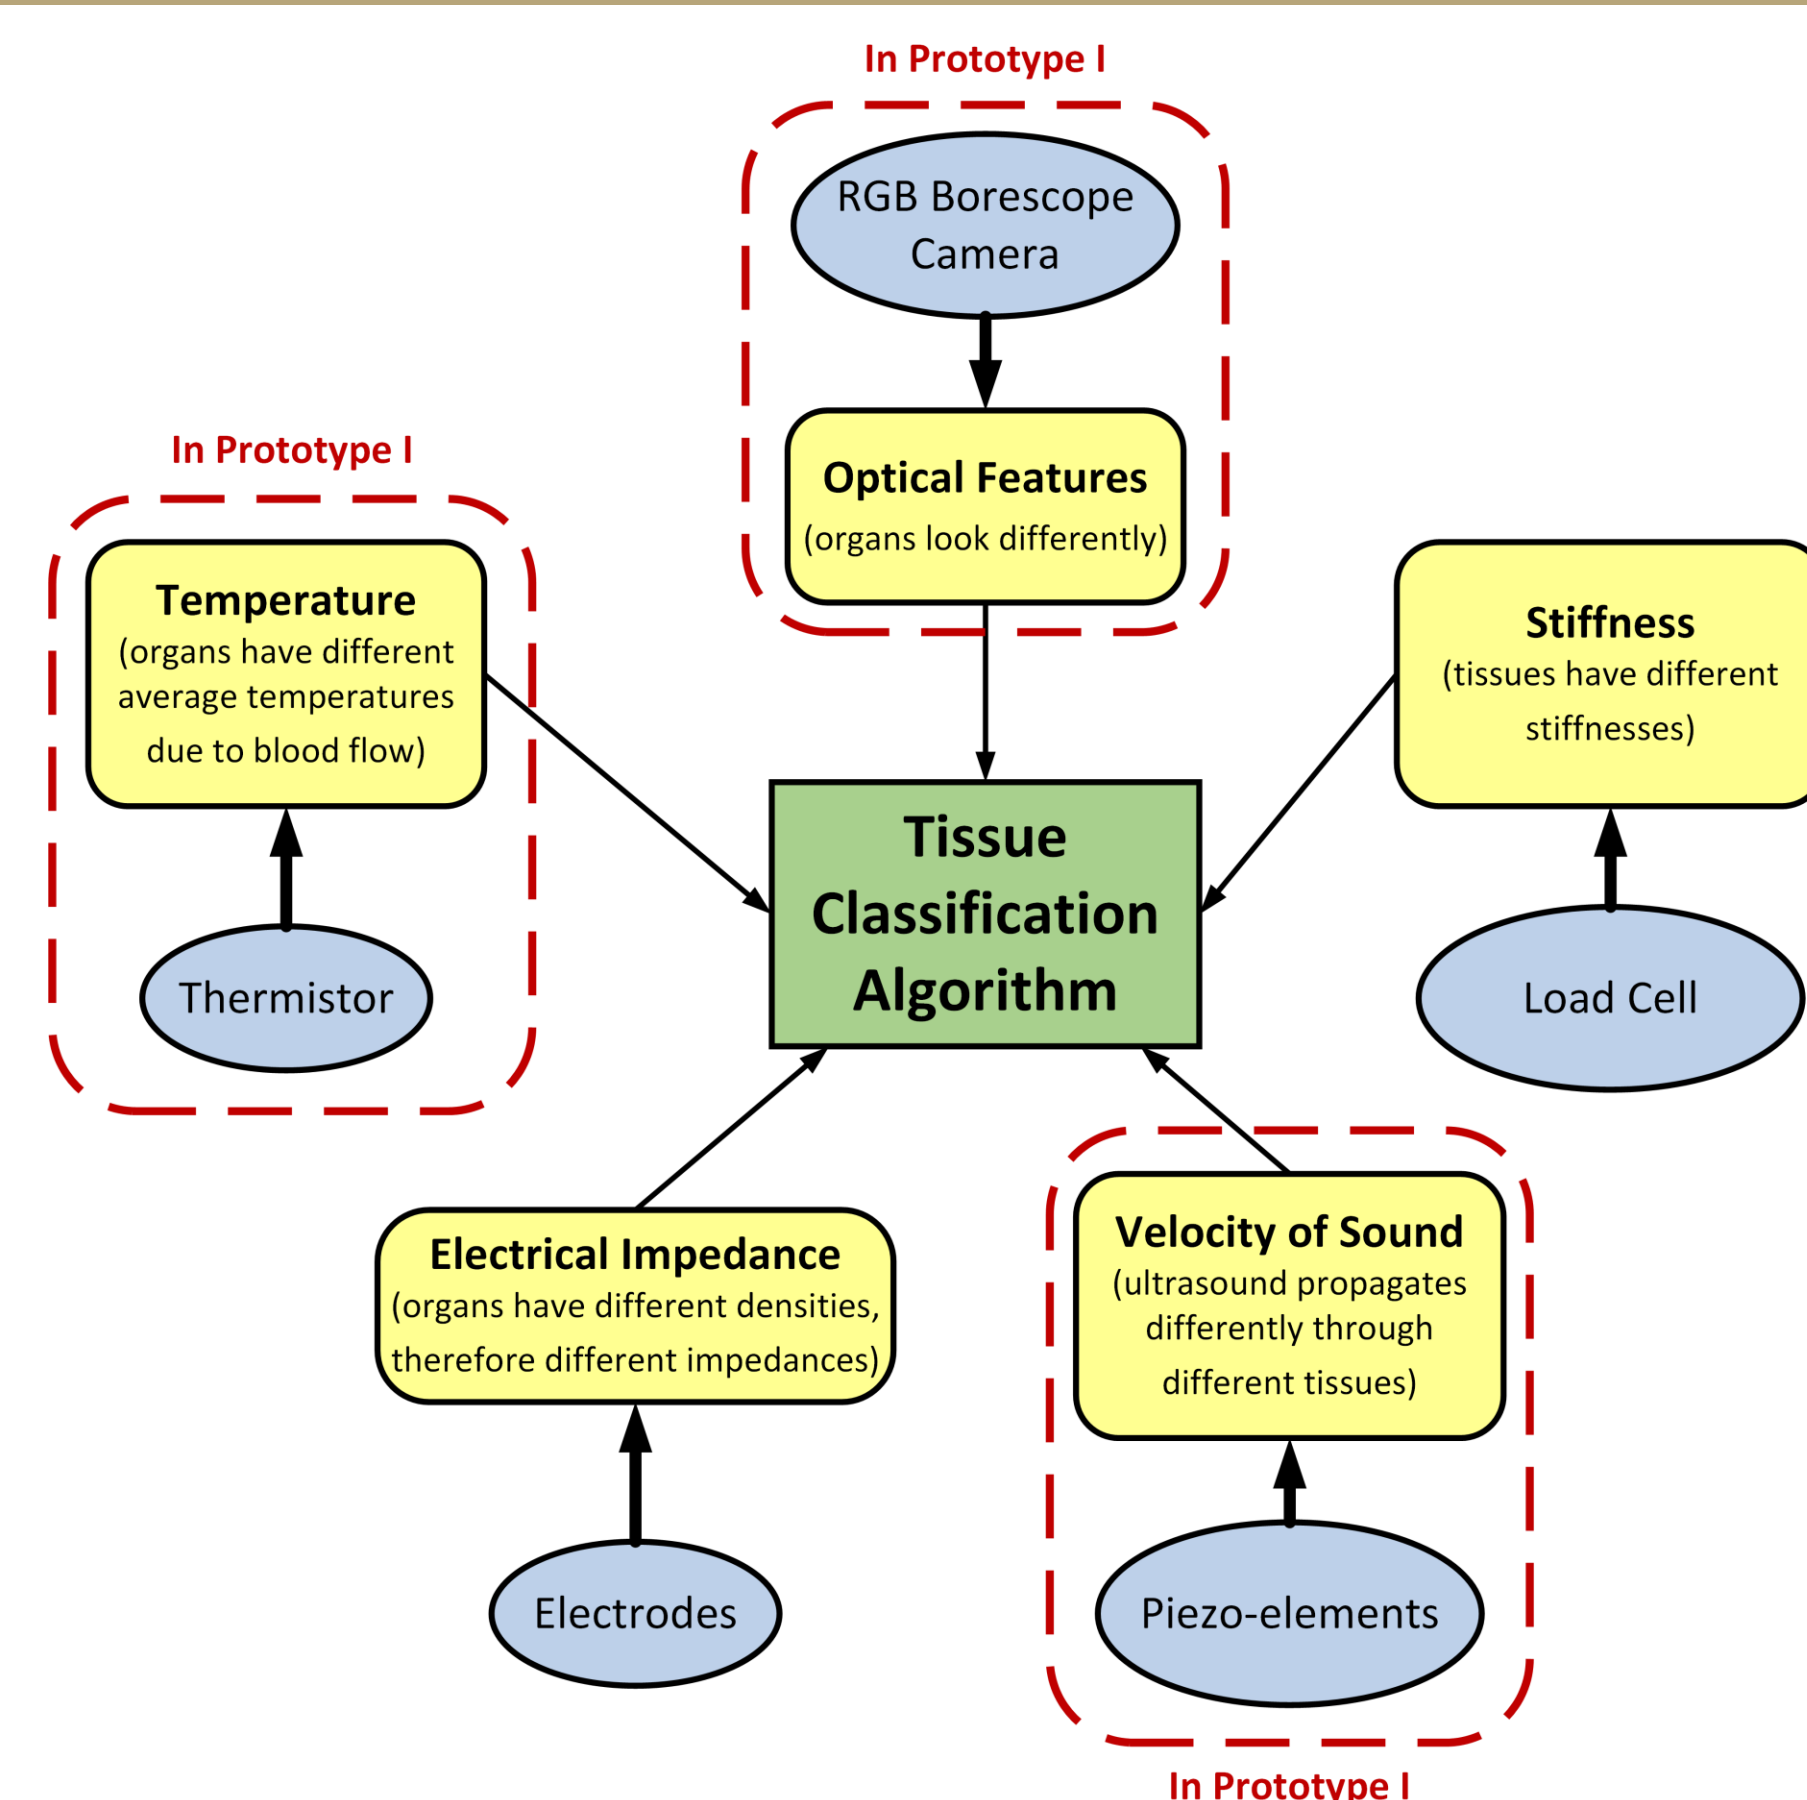 In Prototype I
RGB Borescope
Camera
Optical Features
(organs look differently)
In Prototype I
Temperature
(organs have different
average temperatures
due to blood flow)
Thermistor
Stiffness
(tissues have different
stiffnesses)
Load Cell
Tissue
Classification
Algorithm
Electrical Impedance
(organs have different densities,
therefore different impedances)
Electrodes
Velocity of Sound
(ultrasound propagates
differently through
different tissues)
Piezo-elements
In Prototype I